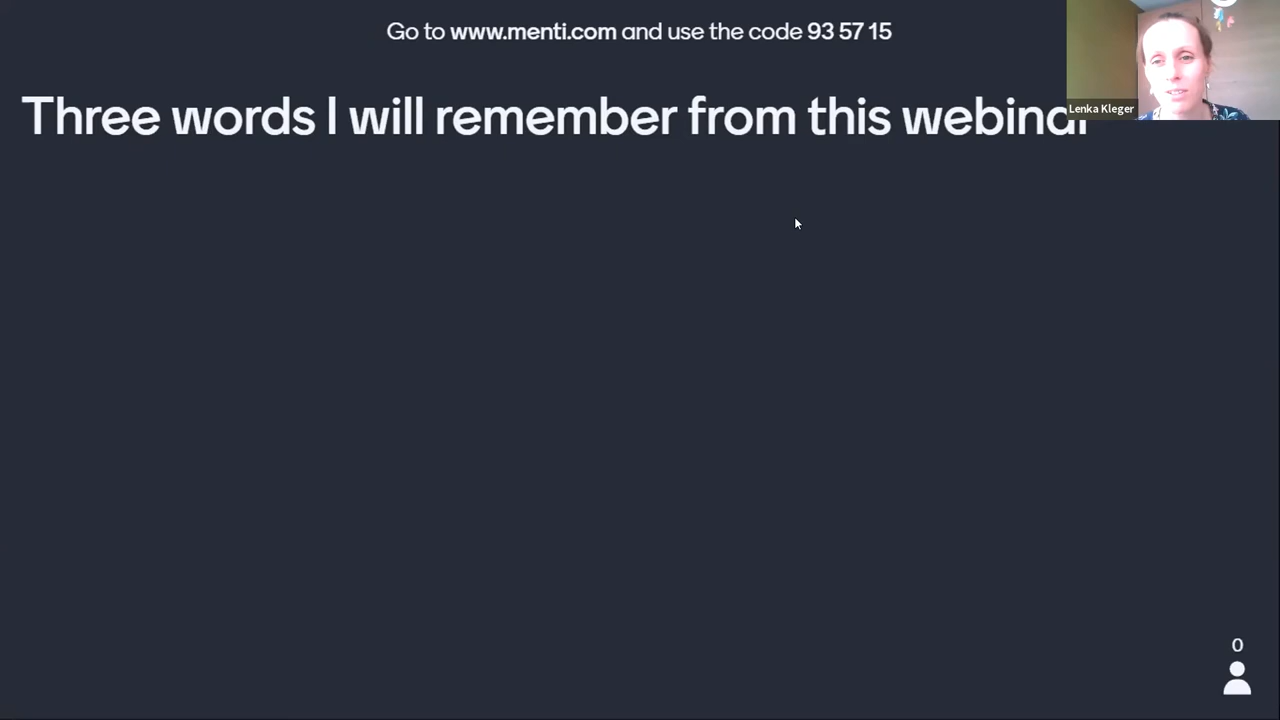 Go to www.menti.com and use the code 93 57 15
Three words I will remember from this webinar
Lenka Kleger
0